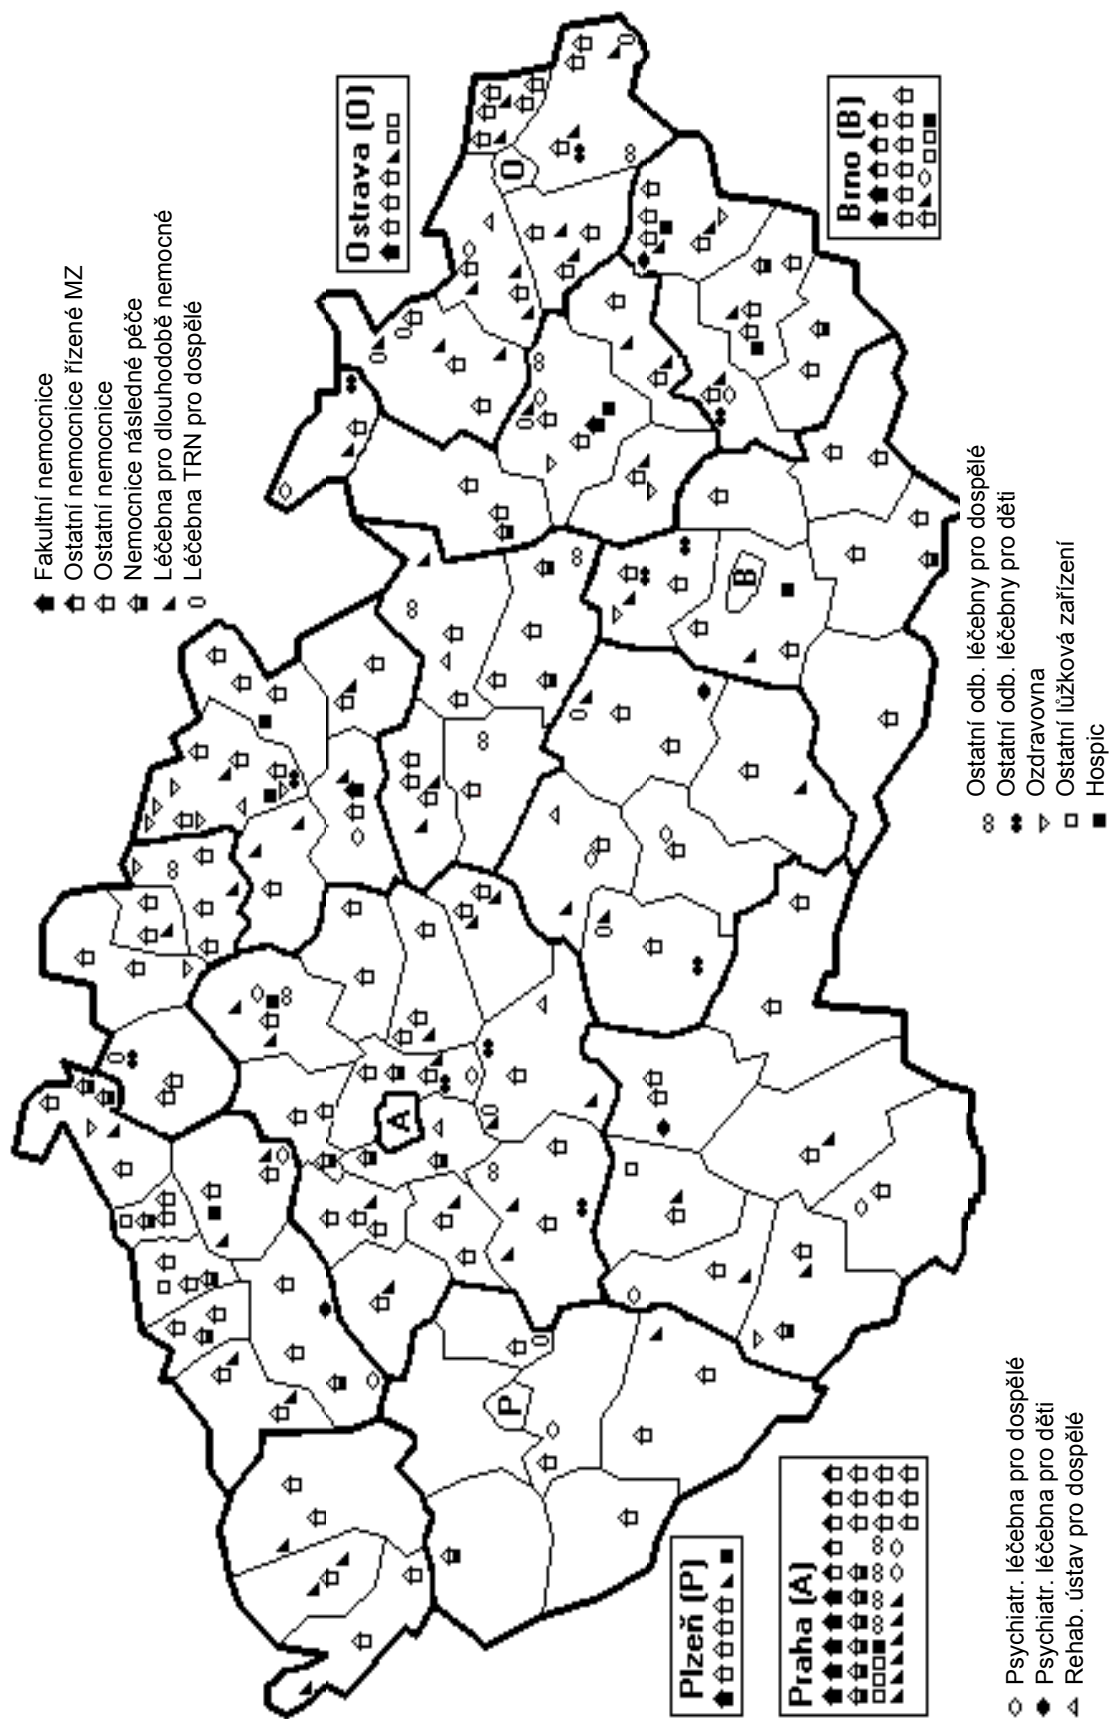 Fakultní nemocnice
Ostatní nemocnice řízené MZ
Ostatní nemocnice
Nemocnice následné péče
Léčebna pro dlouhodobě nemocné
Léčebna TRN pro dospělé
Ostrava (O)
Brno (B)
Plzeň (P)
Praha (A)
O
B
A
P
Psychiatr. léčebna pro dospělé
Psychiatr. léčebna pro děti
Rehab. ústav pro dospělé
Ostatní odb. léčebny pro dospělé
Ostatní odb. léčebny pro děti
Ozdravovna
Ostatní lůžková zařízení
Hospic